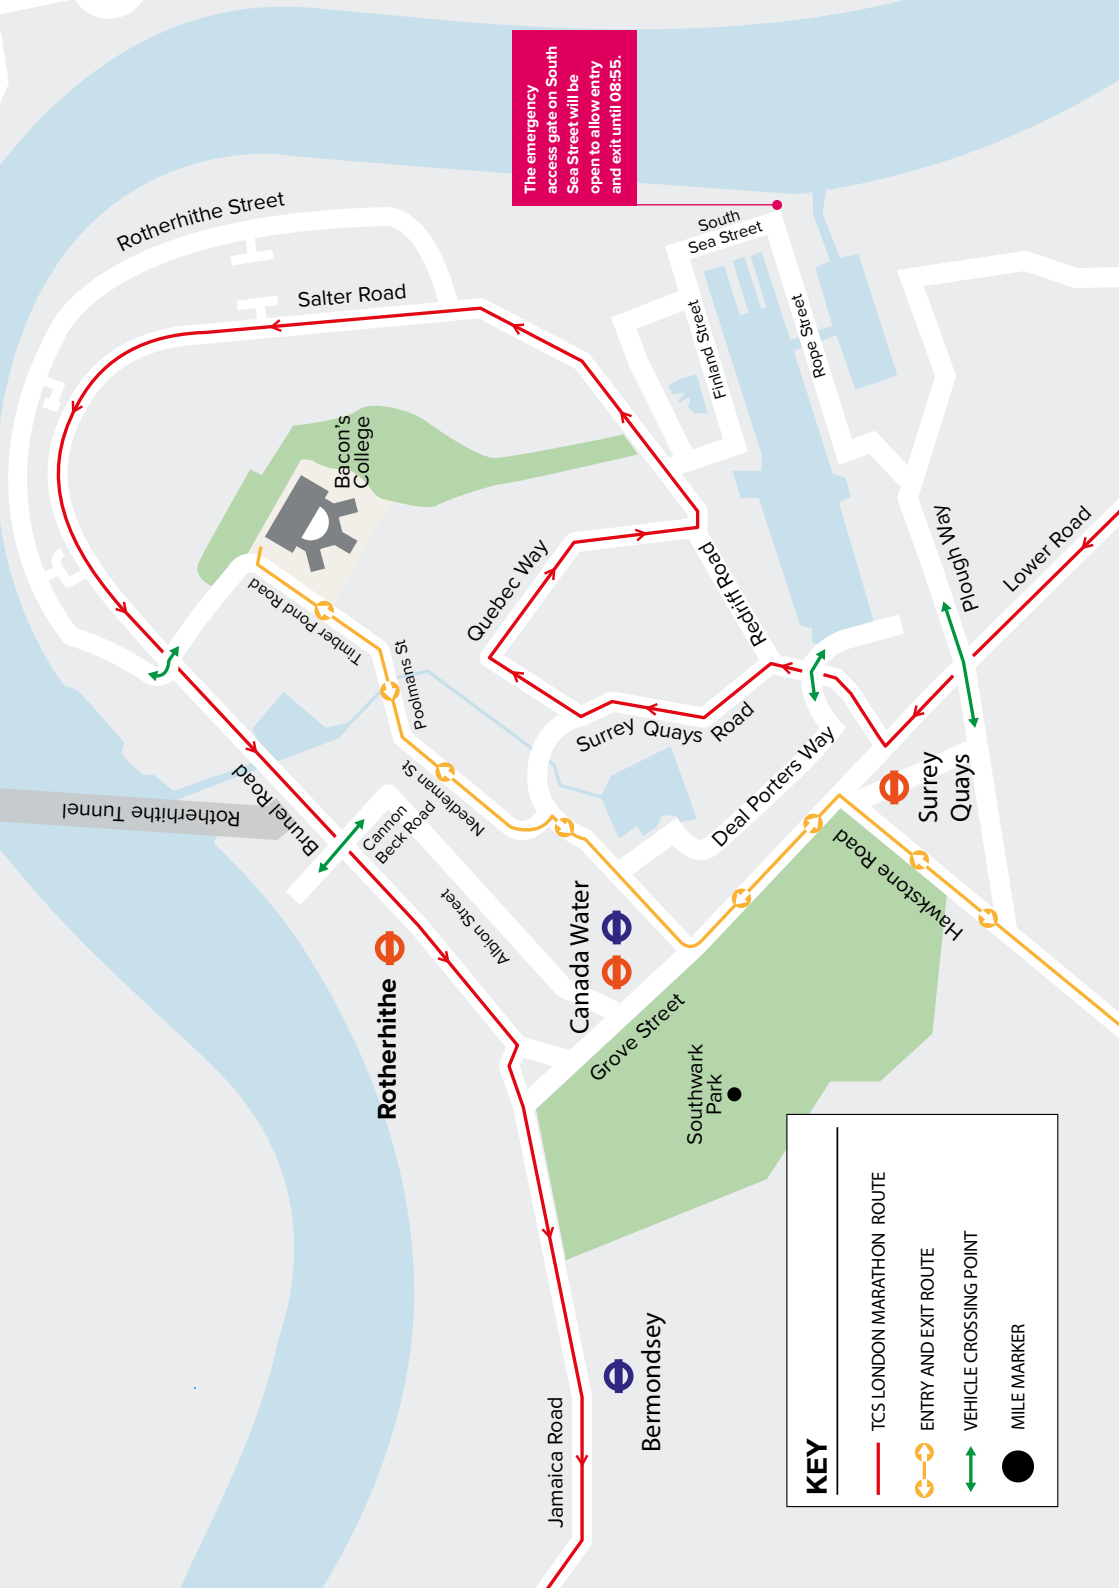 The emergency
access gate on South
Sea Street will be
open to allow entry
and exit until 08:55.
Rotherhithe Street
Salter Road
South
Sea Street
Finland Street
Rope Street
Bacon's
College
Timber Pond Road
Poolmans St
Needleman St
Quebec Way
Redriff Road
Surrey Quays Road
Plough Way
Lower Road
Deal Porters Way
Surrey
Quays
Hawkstone Road
Rotherhithe Tunnel
Brunel Road
Cannon
Beck Road
Albion Street
Rotherhithe
Canada Water
Grove Street
Southwark
Park
Bermondsey
Jamaica Road
KEY
TCS LONDON MARATHON ROUTE
ENTRY AND EXIT ROUTE
VEHICLE CROSSING POINT
MILE MARKER